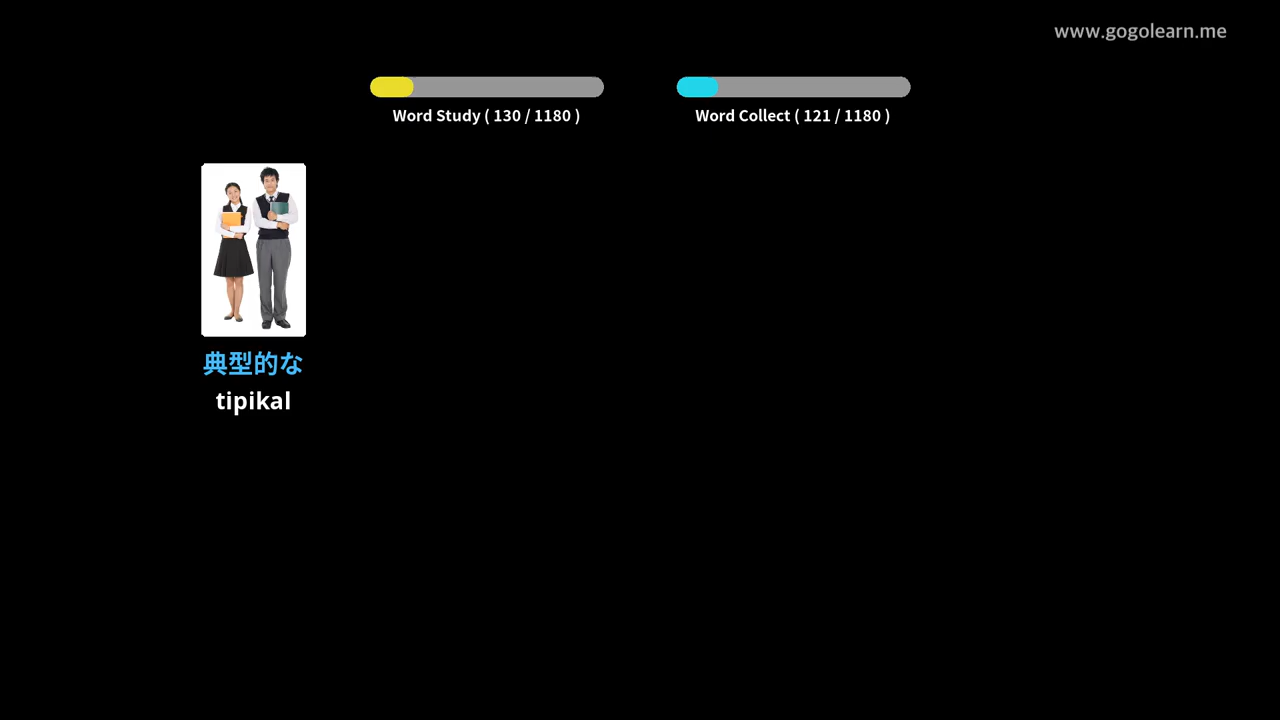 www.gogolearn.me
Word Study ( 130 / 1180 )
Word Collect ( 121 / 1180 )
典型的な
tipikal